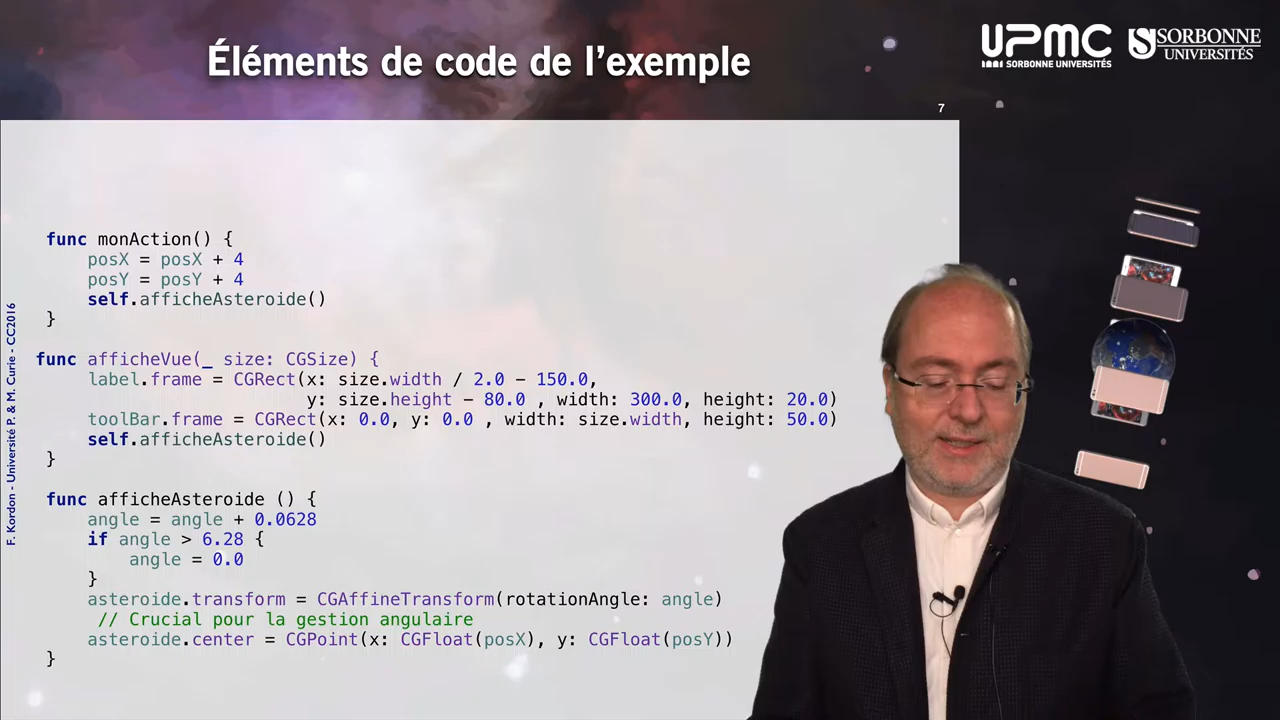 Éléments de code de l'exemple
UPMC
SORBONNE UNIVERSITÉS
SORBONNE
UNIVERSITÉS
7
func monAction() {
posX = posX + 4
posY = posY + 4
self.afficheAsteroide()
}
func afficheVue(_ size: CGSize) {
label.frame = CGRect(x: size.width / 2.0 - 150.0,
y: size.height - 80.0 , width: 300.0, height: 20.0)
toolBar.frame = CGRect(x: 0.0, y: 0.0 , width: size.width, height: 50.0)
self.afficheAsteroide()
}
func afficheAsteroide () {
angle = angle + 0.0628
if angle > 6.28 {
angle = 0.0
}
asteroide.transform = CGAffineTransform(rotationAngle: angle)
// Crucial pour la gestion angulaire
asteroide.center = CGPoint(x: CGFloat(posX), y: CGFloat(posY))
}
F. Kordon - Université P. & M. Curie - CC2016